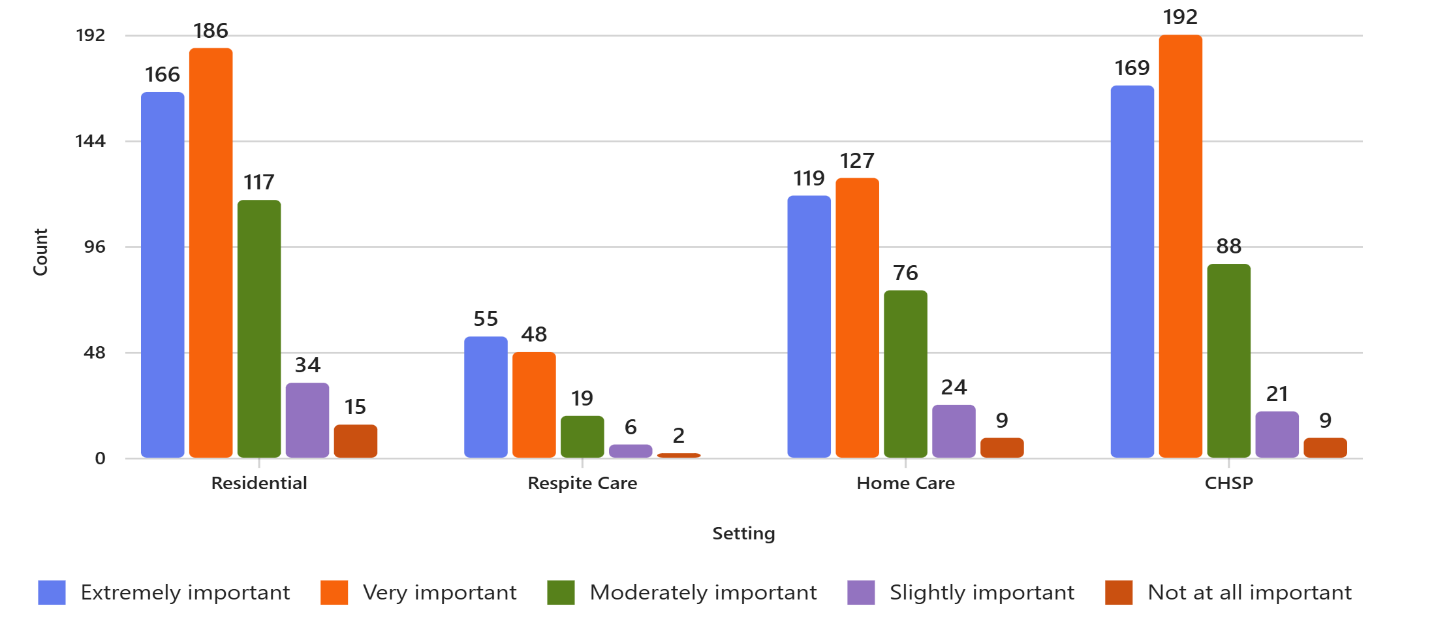 192
144
96
48
0
Count
166
186
117
34
15
55
48
19
6
2
119
127
76
24
9
169
192
88
21
9
Residential
Respite Care
Home Care
CHSP
Setting
Extremely important
Very important
Moderately important
Slightly important
Not at all important